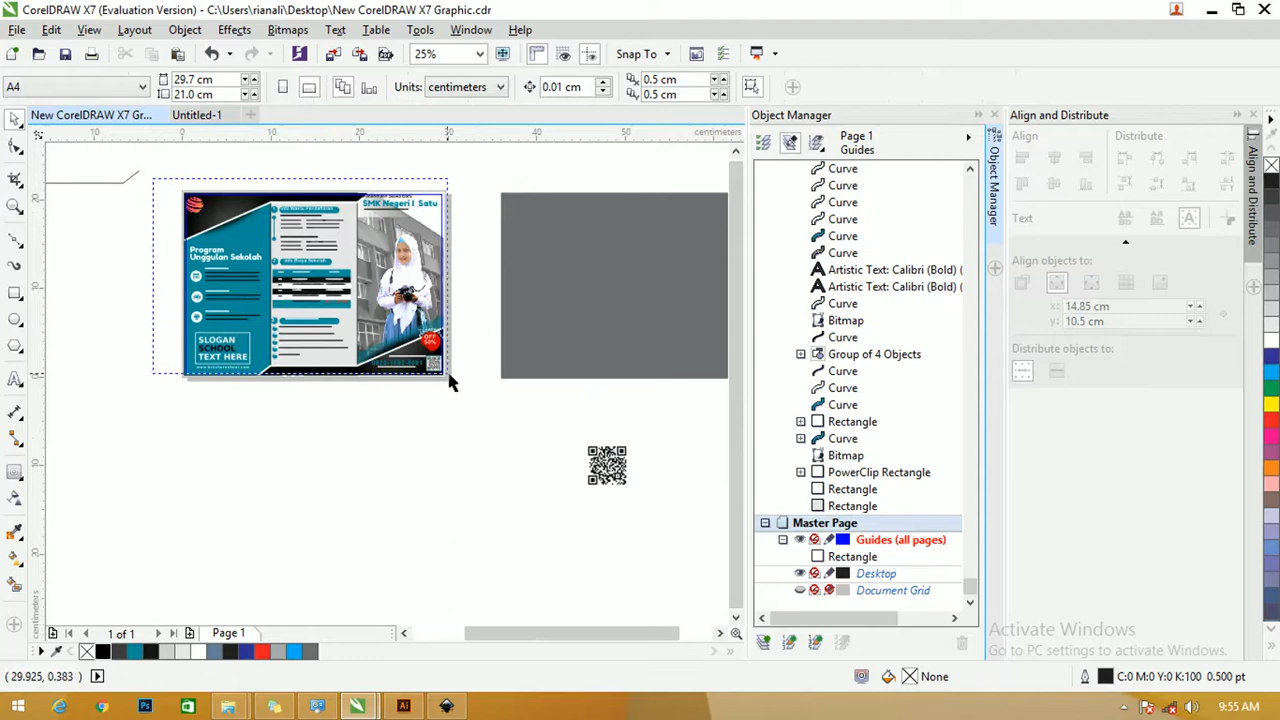 CorelDRAW X7 (Evaluation Version) - C:\Users\rianali\Desktop\New CorelDRAW X7 Graphic.cdr
File Edit View Layout Object Effects Bitmaps Text Table Tools Window Help
25% Snap To
A4 29.7 cm 21.0 cm Units: centimeters 0.01 cm 0.5 cm 0.5 cm
New CorelDRAW X7 Gr... Untitled-1
10 0 10 20 30 40 50 centimeters
SMK Negeri 1 Satu
Program
Unggulan Sekolah
SLOGAN
SCHOOL
TEXT HERE
OFF
50%
centimeters
1 of 1 Page 1
Object Manager
Page 1
Guides
Curve
Curve
Curve
Curve
Curve
Curve
Artistic Text: Calibri (Bold) (
Artistic Text: Calibri (Bold) (
Curve
Bitmap
Curve
Group of 4 Objects
Curve
Curve
Curve
Rectangle
Curve
Bitmap
PowerClip Rectangle
Rectangle
Rectangle
Master Page
Guides (all pages)
Rectangle
Desktop
Document Grid
Object Manager
Align and Distribute
Align Distribute
Text
Align objects to:
x: 14.85 cm
y: 10.5 cm
Distribute objects to:
Align and Distribute
Activate Windows
Go to PC settings to activate Windows.
(29.925, 0.383) None C:0 M:0 Y:0 K:100 0.500 pt
9:55 AM